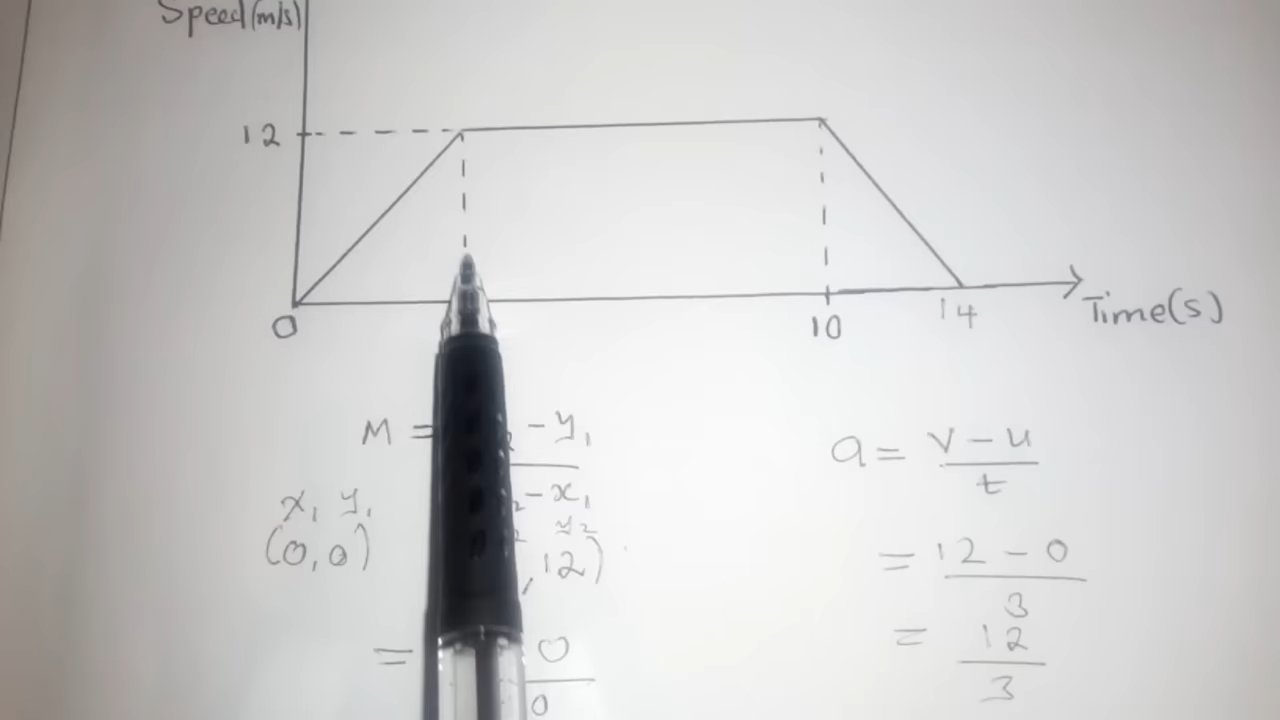 Speed(m/s)
12
0 10 14 Time(s)
M = - y₁
- x₁
x₁ y₁
(0,0)
y₂
,12)
= 0
0
a = v - u
t
= 12 - 0
3
= 12
3